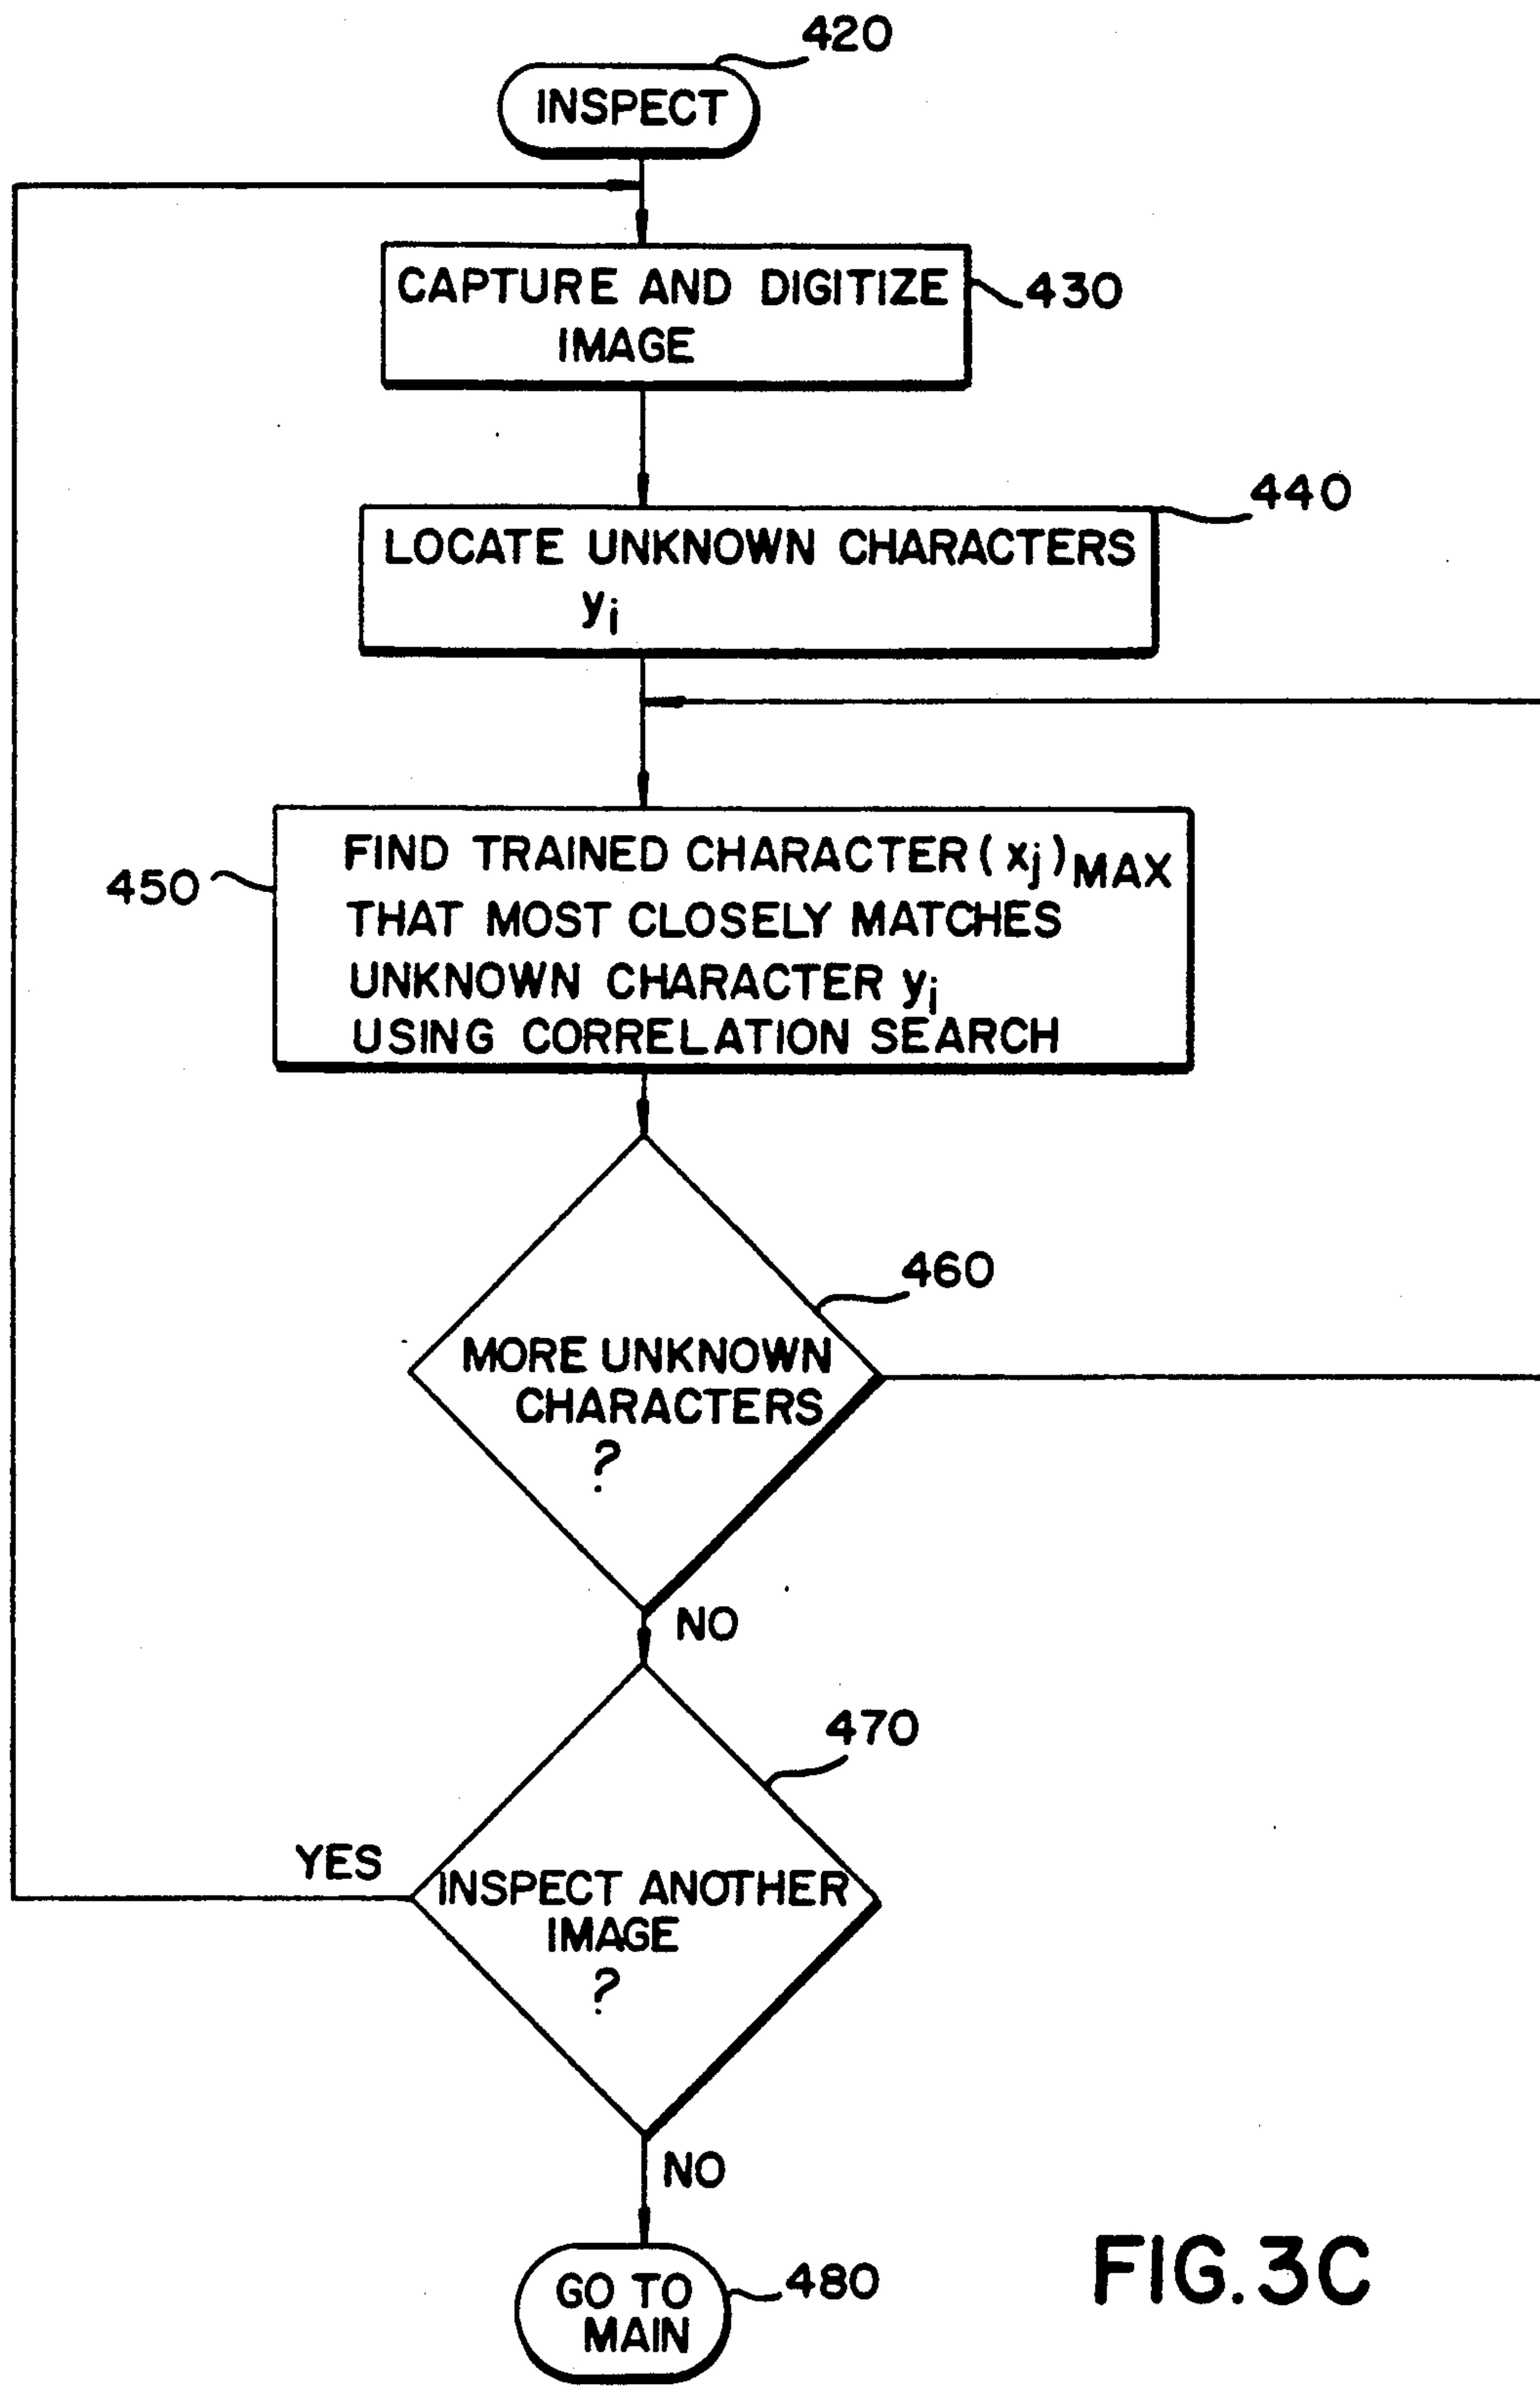 420
INSPECT
CAPTURE AND DIGITIZE
IMAGE
430
440
LOCATE UNKNOWN CHARACTERS
yi
450
FIND TRAINED CHARACTER (xj)MAX
THAT MOST CLOSELY MATCHES
UNKNOWN CHARACTER yi
USING CORRELATION SEARCH
460
MORE UNKNOWN
CHARACTERS
?
NO
470
YES
INSPECT ANOTHER
IMAGE
?
NO
GO TO
MAIN
480
FIG. 3C